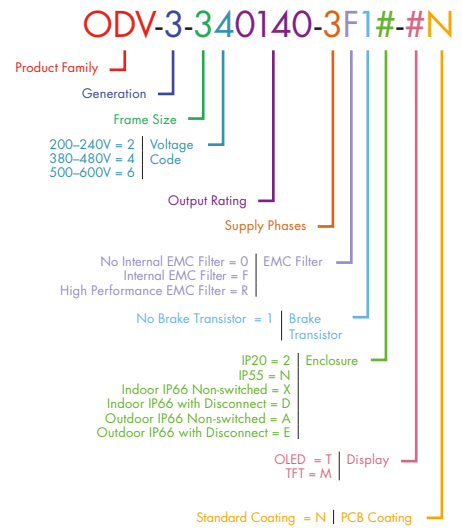 ODV-3-340140-3F1#-#N
Product Family
Generation
Frame Size
200–240V = 2 | Voltage
380–480V = 4 | Code
500–600V = 6
Output Rating
Supply Phases
No Internal EMC Filter = 0 | EMC Filter
Internal EMC Filter = F
High Performance EMC Filter = R
No Brake Transistor = 1 | Brake
Transistor
IP20 = 2 | Enclosure
IP55 = N
Indoor IP66 Non-switched = X
Indoor IP66 with Disconnect = D
Outdoor IP66 Non-switched = A
Outdoor IP66 with Disconnect = E
OLED = T | Display
TFT = M
Standard Coating = N | PCB Coating